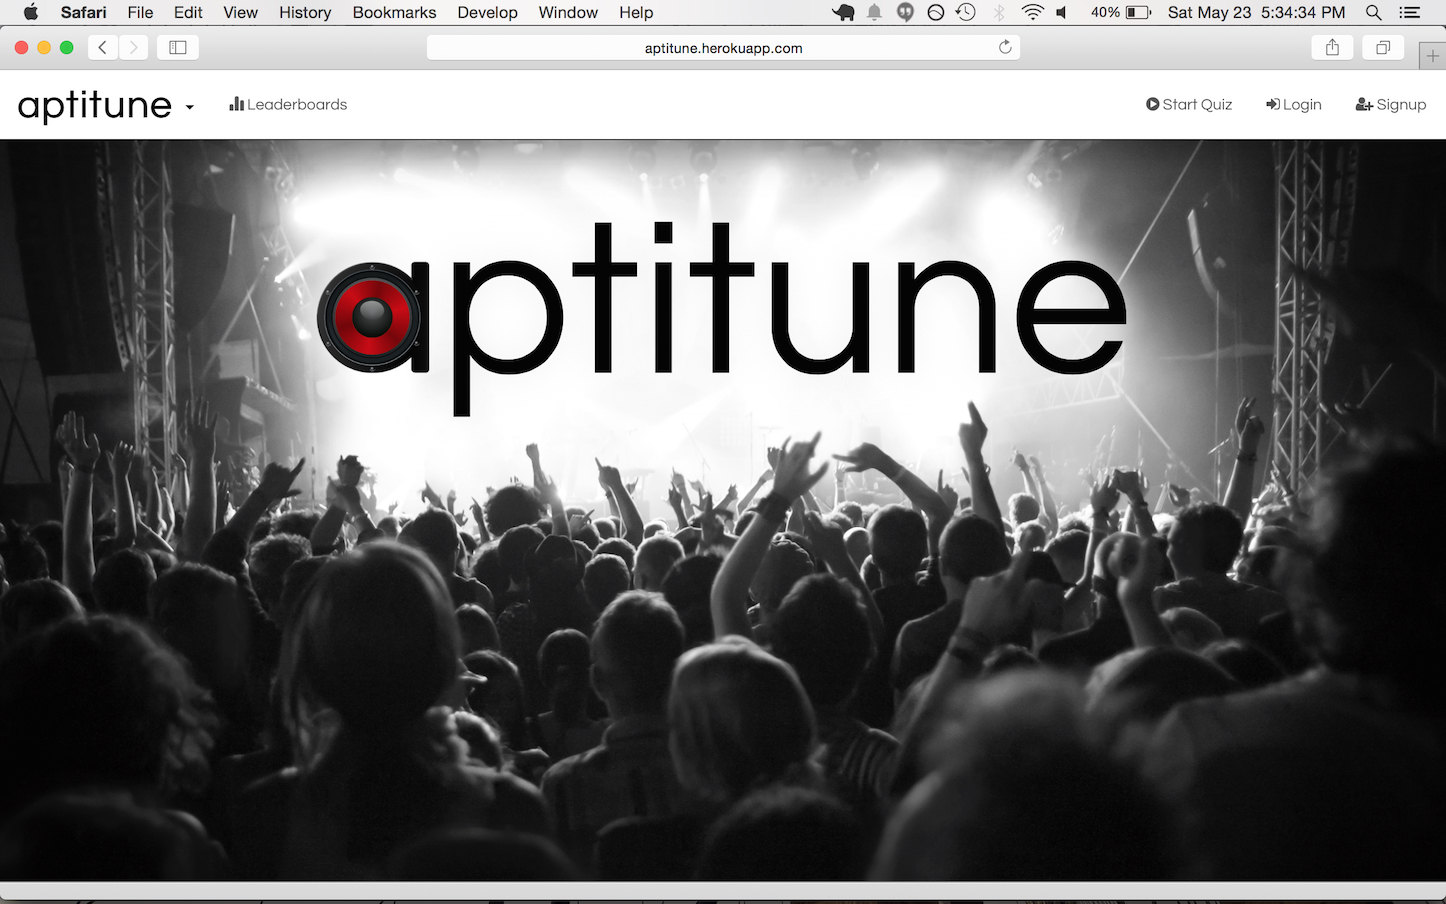 Safari File Edit View History Bookmarks Develop Window Help 40% Sat May 23 5:34:34 PM
aptitune.herokuapp.com
aptitune Leaderboards Start Quiz Login Signup
aptitune